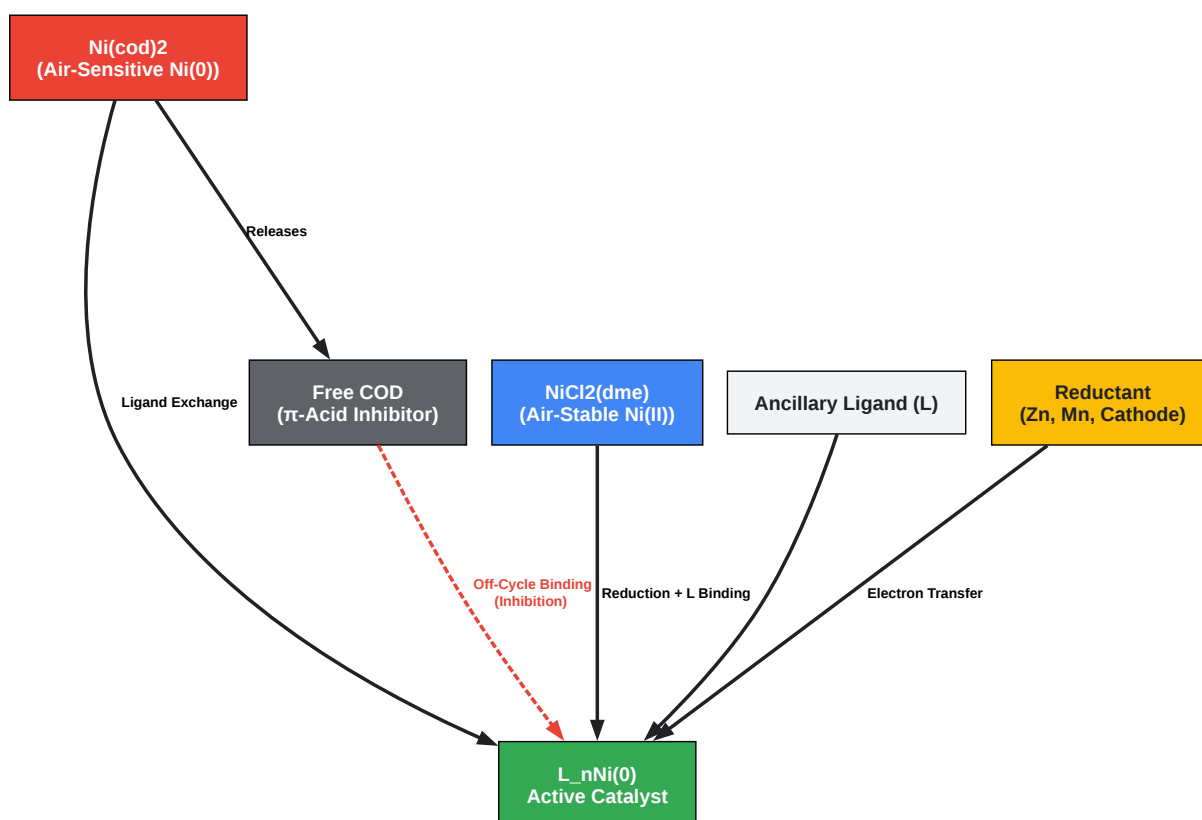 Ni(cod)2
(Air-Sensitive Ni(0))
Releases
Free COD
(π-Acid Inhibitor)
NiCl2(dme)
(Air-Stable Ni(II))
Ancillary Ligand (L)
Reductant
(Zn, Mn, Cathode)
Ligand Exchange
Off-Cycle Binding
(Inhibition)
Reduction + L Binding
Electron Transfer
L_nNi(0)
Active Catalyst